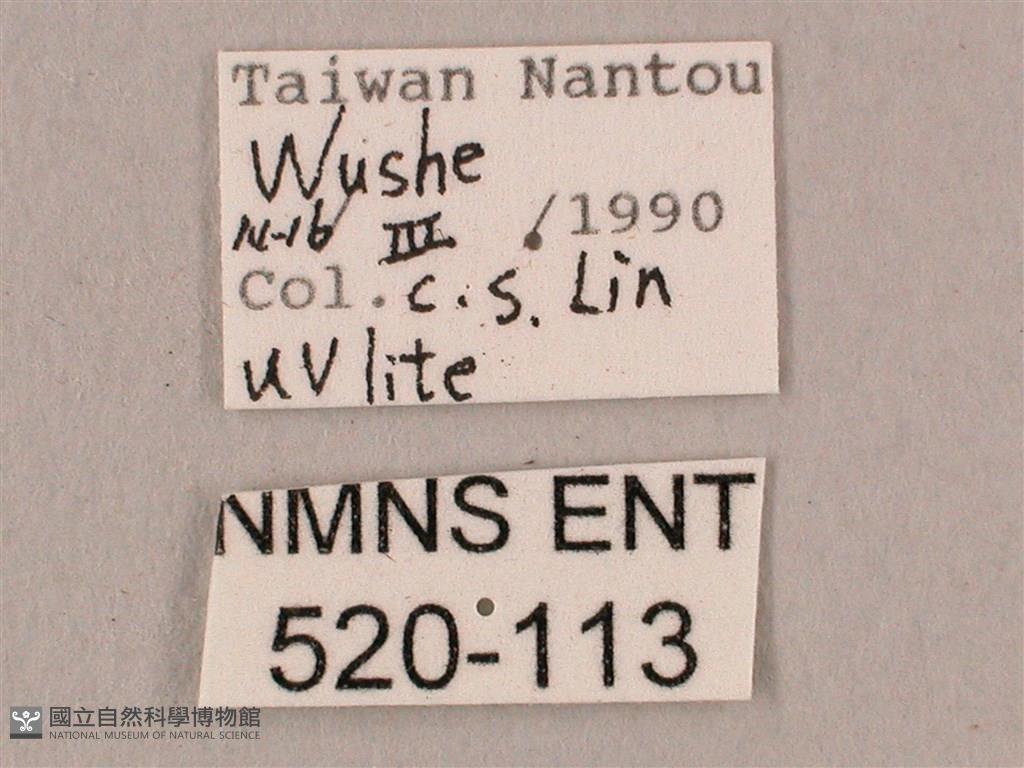 Taiwan Nantou
Wushe
III /1990
Col. C.S. Lin
UV lite
NMNS ENT
520-113
國立自然科學博物館
NATIONAL MUSEUM OF NATURAL SCIENCE